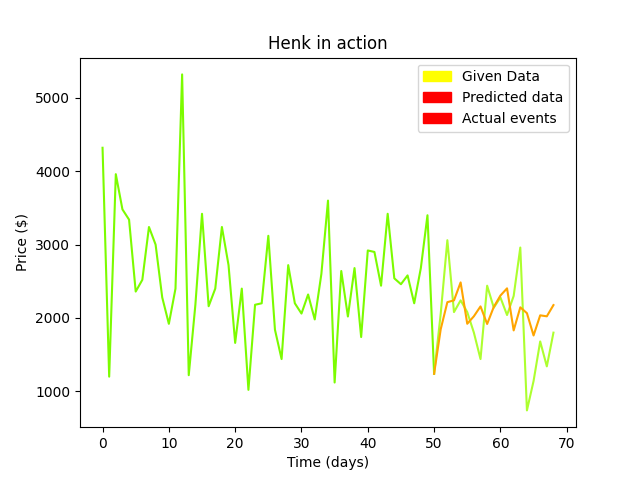 Henk in action
Given Data
Predicted data
Actual events
Price ($)
5000
4000
3000
2000
1000
0 10 20 30 40 50 60 70
Time (days)